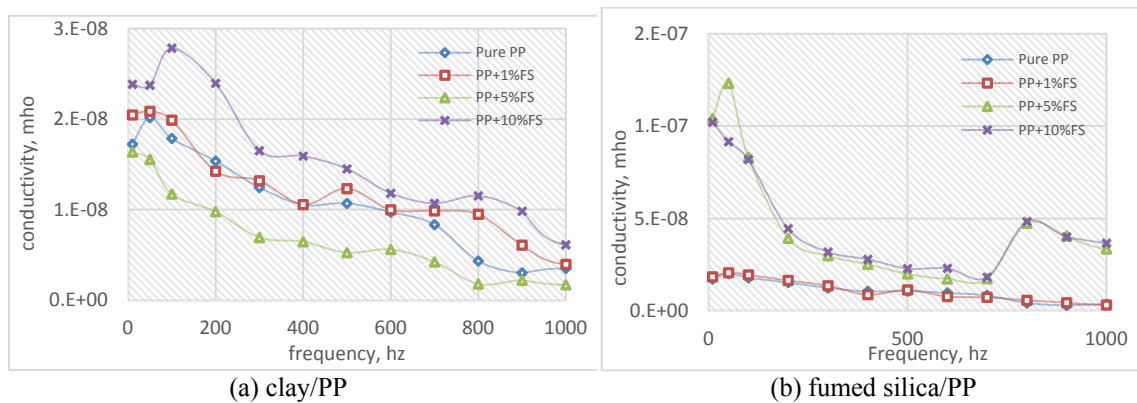 3.E-08
2.E-08
1.E-08
0.E+00
conductivity, mho
0 200 400 600 800 1000
frequency, hz
Pure PP
PP+1%FS
PP+5%FS
PP+10%FS
(a) clay/PP
2.E-07
1.E-07
5.E-08
0.E+00
conductivity, mho
0 500 1000
Frequency, hz
Pure PP
PP+1%FS
PP+5%FS
PP+10%FS
(b) fumed silica/PP